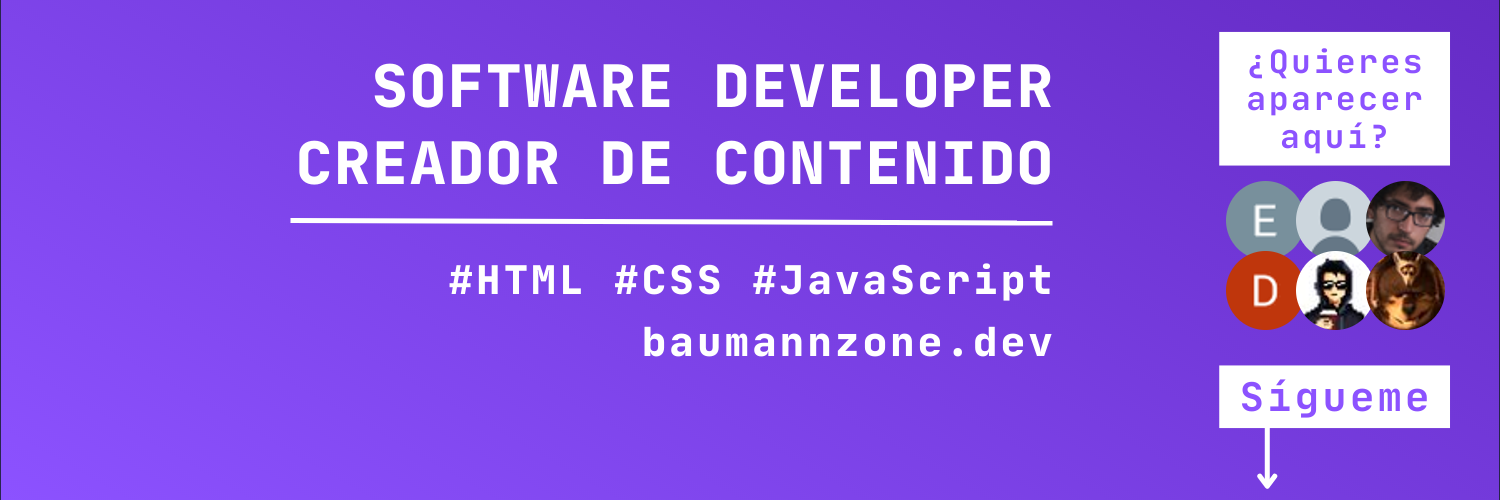 SOFTWARE DEVELOPER
CREADOR DE CONTENIDO
#HTML #CSS #JavaScript
baumannzone.dev
¿Quieres
aparecer
aquí?
E
D
Sígueme